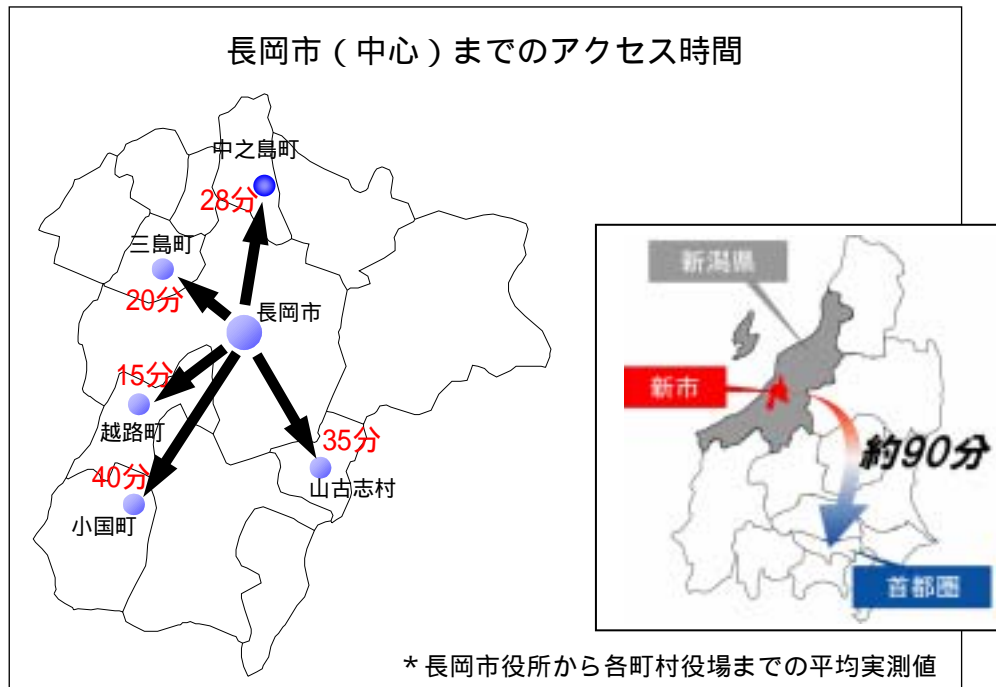 長岡市（中心）までのアクセス時間
中之島町
28分
三島町
20分
長岡市
15分
越路町
35分
山古志村
40分
小国町
新潟県
新市
約90分
首都圏
＊長岡市役所から各町村役場までの平均実測値